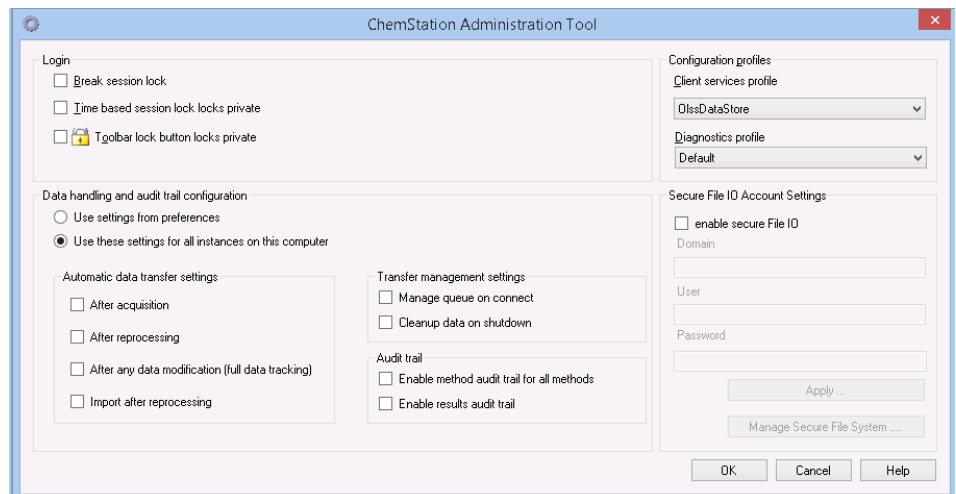 ChemStation Administration Tool
Login
Break session lock
Time based session lock locks private
Toolbar lock button locks private
Configuration profiles
Client services profile
OlssDataStore
Diagnostics profile
Default
Data handling and audit trail configuration
Use settings from preferences
Use these settings for all instances on this computer
Automatic data transfer settings
After acquisition
After reprocessing
After any data modification (full data tracking)
Import after reprocessing
Transfer management settings
Manage queue on connect
Cleanup data on shutdown
Audit trail
Enable method audit trail for all methods
Enable results audit trail
Secure File IO Account Settings
enable secure File IO
Domain
User
Password
Apply ...
Manage Secure File System ....
OK
Cancel
Help